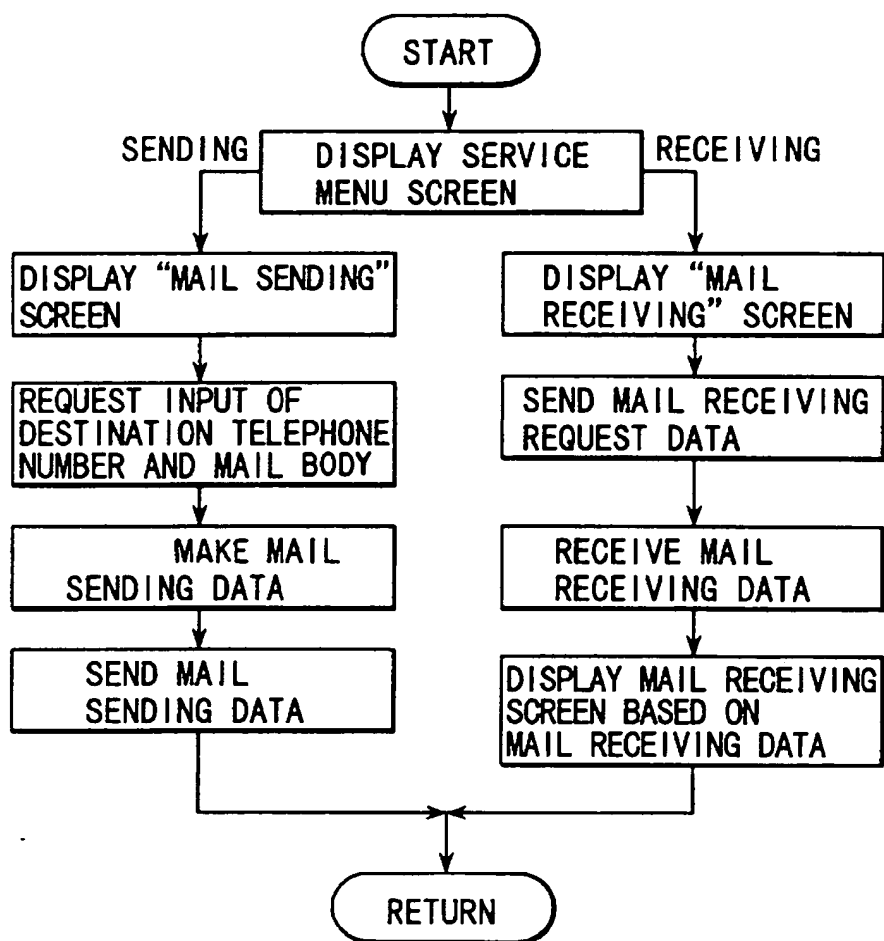 START
SENDING
RECEIVING
DISPLAY SERVICE
MENU SCREEN
DISPLAY “MAIL SENDING”
SCREEN
REQUEST INPUT OF
DESTINATION TELEPHONE
NUMBER AND MAIL BODY
MAKE MAIL
SENDING DATA
SEND MAIL
SENDING DATA
DISPLAY “MAIL
RECEIVING” SCREEN
SEND MAIL RECEIVING
REQUEST DATA
RECEIVE MAIL
RECEIVING DATA
DISPLAY MAIL RECEIVING
SCREEN BASED ON
MAIL RECEIVING DATA
RETURN